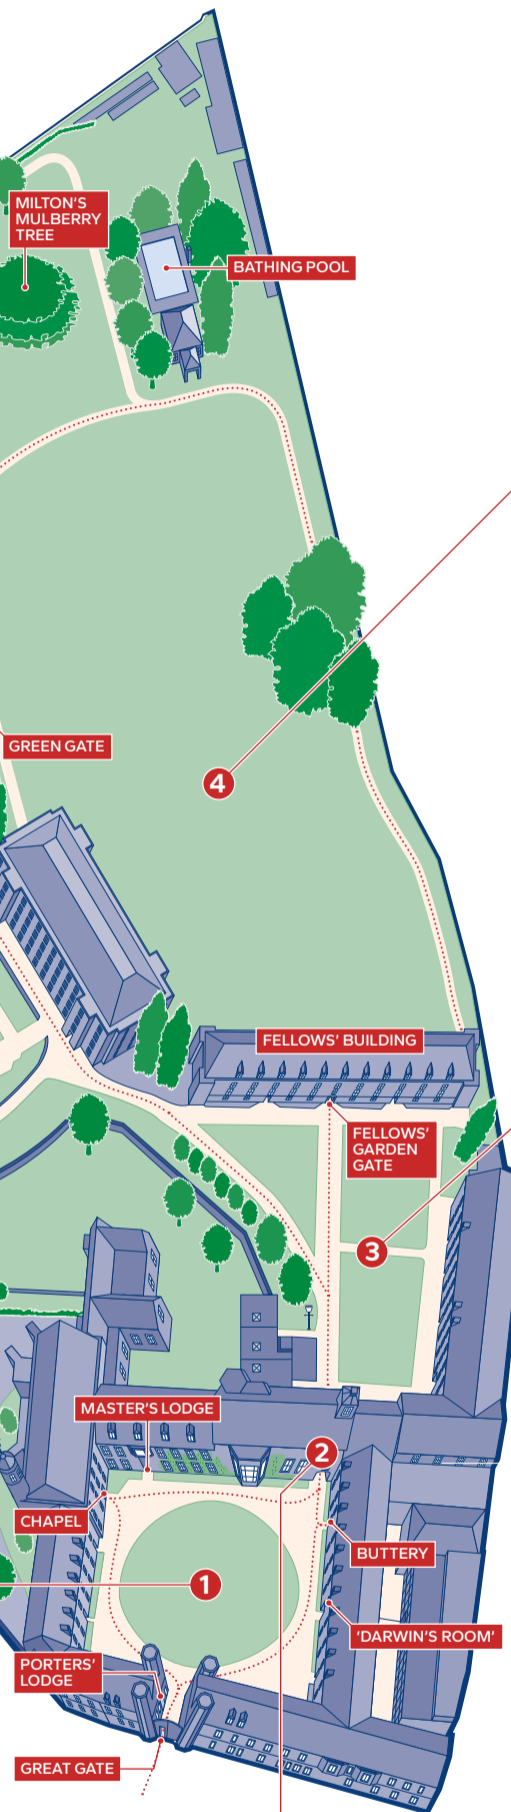 MILTON'S
MULBERRY
TREE
BATHING POOL
GREEN GATE
4
FELLOWS' BUILDING
FELLOWS'
GARDEN
GATE
3
MASTER'S LODGE
2
CHAPEL
BUTTERY
1
'DARWIN'S ROOM'
PORTERS'
LODGE
GREAT GATE